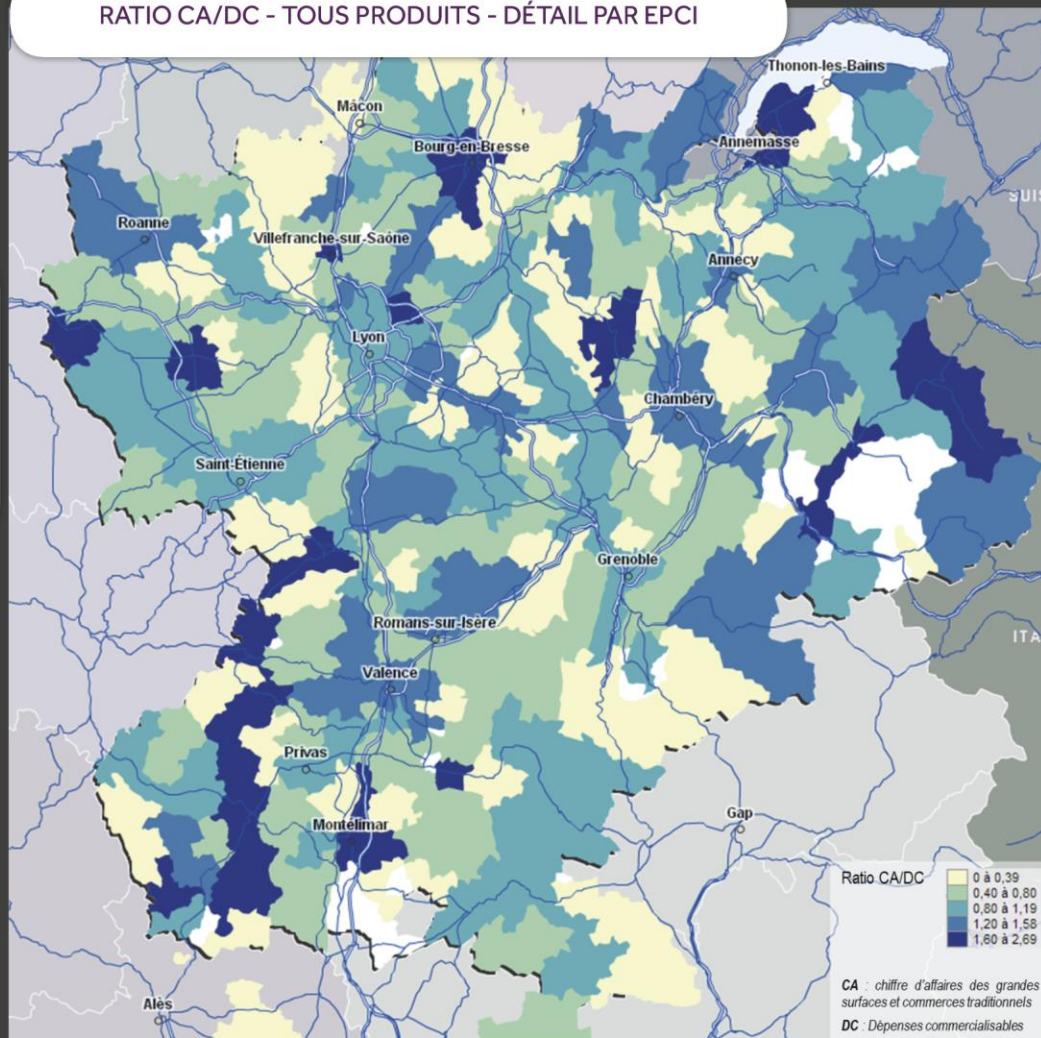 RATIO CA/DC - TOUS PRODUITS - DÉTAIL PAR EPCI
Thonon-les-Bains
Mâcon
Bourg-en-Bresse
Annemasse
SUIS
Roanne
Villefranche-sur-Saône
Annecy
Lyon
Chambéry
Saint-Étienne
Grenoble
Romans-sur-Isère
ITA
Valence
Privas
Montélimar
Gap
Ratio CA/DC
0 à 0,39
0,40 à 0,80
0,80 à 1,19
1,20 à 1,58
1,60 à 2,69
CA : chiffre d'affaires des grandes
surfaces et commerces traditionnels
DC : Dépenses commercialisables
Alès